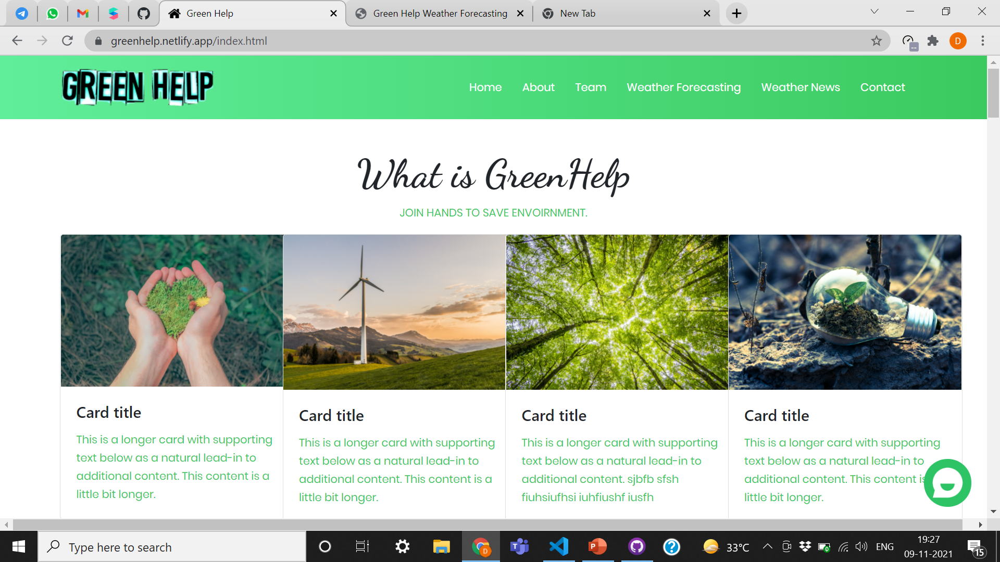 Green Help
Green Help Weather Forecasting
New Tab
greenhelp.netlify.app/index.html
D
GREEN HELP
Home About Team Weather Forecasting Weather News Contact
What is GreenHelp
JOIN HANDS TO SAVE ENVOIRNMENT.
Card title
This is a longer card with supporting
text below as a natural lead-in to
additional content. This content is a
little bit longer.
Card title
This is a longer card with supporting
text below as a natural lead-in to
additional content. This content is a
little bit longer.
Card title
This is a longer card with supporting
text below as a natural lead-in to
additional content. sjbfb sfsh
fiuhsiufhsi iuhfiushf iusfh
Card title
This is a longer card with supporting
text below as a natural lead-in to
additional content. This content is
little bit longer.
Type here to search
D
T
P
?
33°C
ENG
19:27
09-11-2021
15